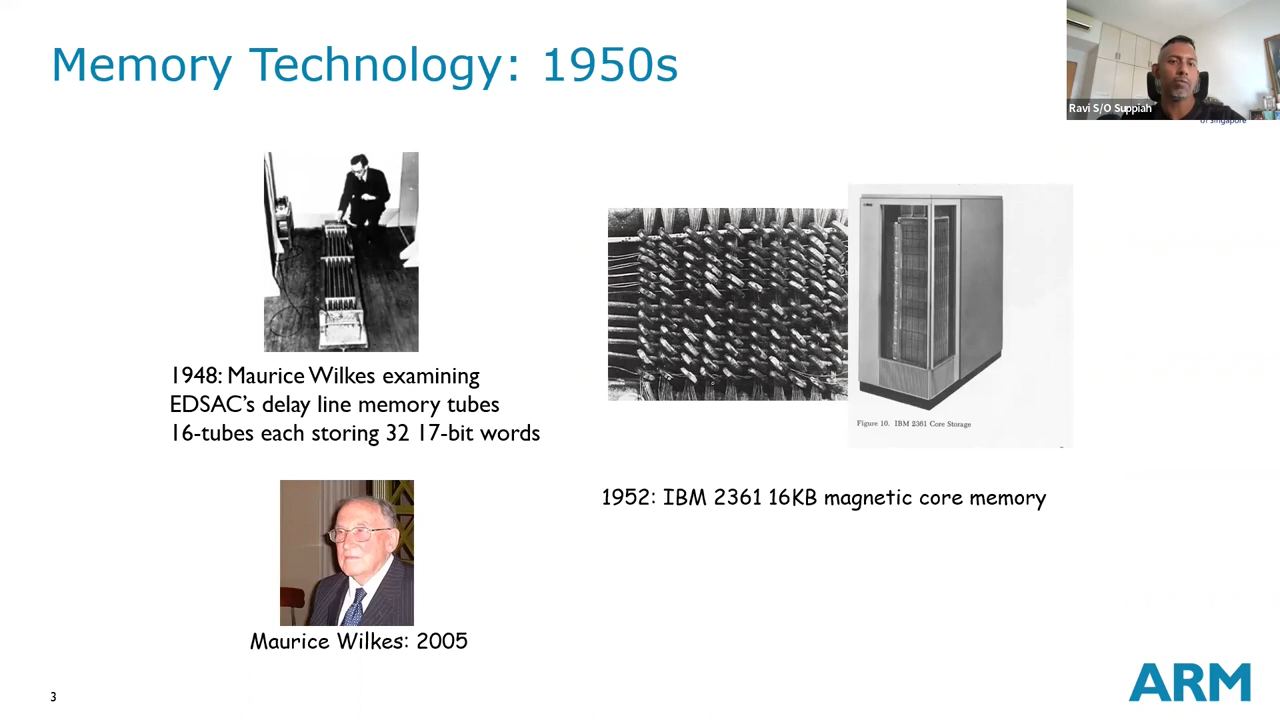 Memory Technology: 1950s
Ravi S/O Suppiah
of Singapore
1948: Maurice Wilkes examining
EDSAC's delay line memory tubes
16-tubes each storing 32 17-bit words
Figure 10. IBM 2361 Core Storage
1952: IBM 2361 16KB magnetic core memory
Maurice Wilkes: 2005
3
ARM